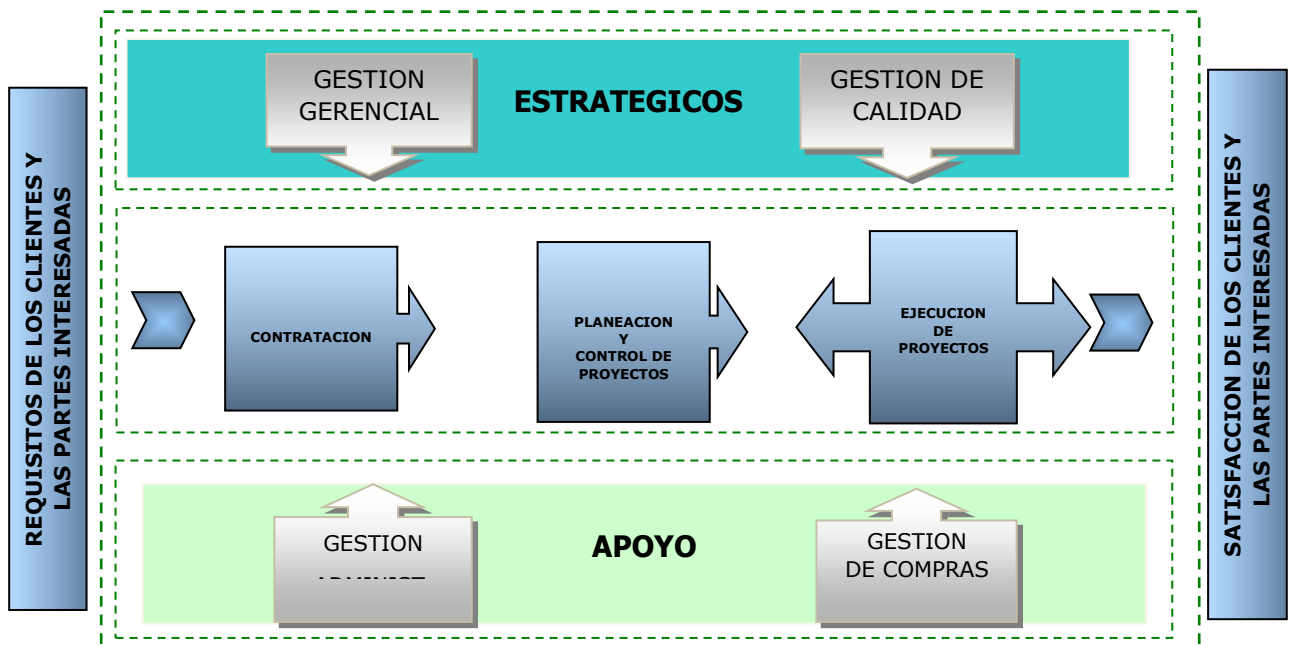 REQUISITOS DE LOS CLIENTES Y
LAS PARTES INTERESADAS
GESTION
GERENCIAL
ESTRATEGICOS
GESTION DE
CALIDAD
CONTRATACION
PLANEACION
Y
CONTROL DE
PROYECTOS
EJECUCION
DE
PROYECTOS
GESTION
APOYO
GESTION
DE COMPRAS
SATISFACCION DE LOS CLIENTES Y
LAS PARTES INTERESADAS